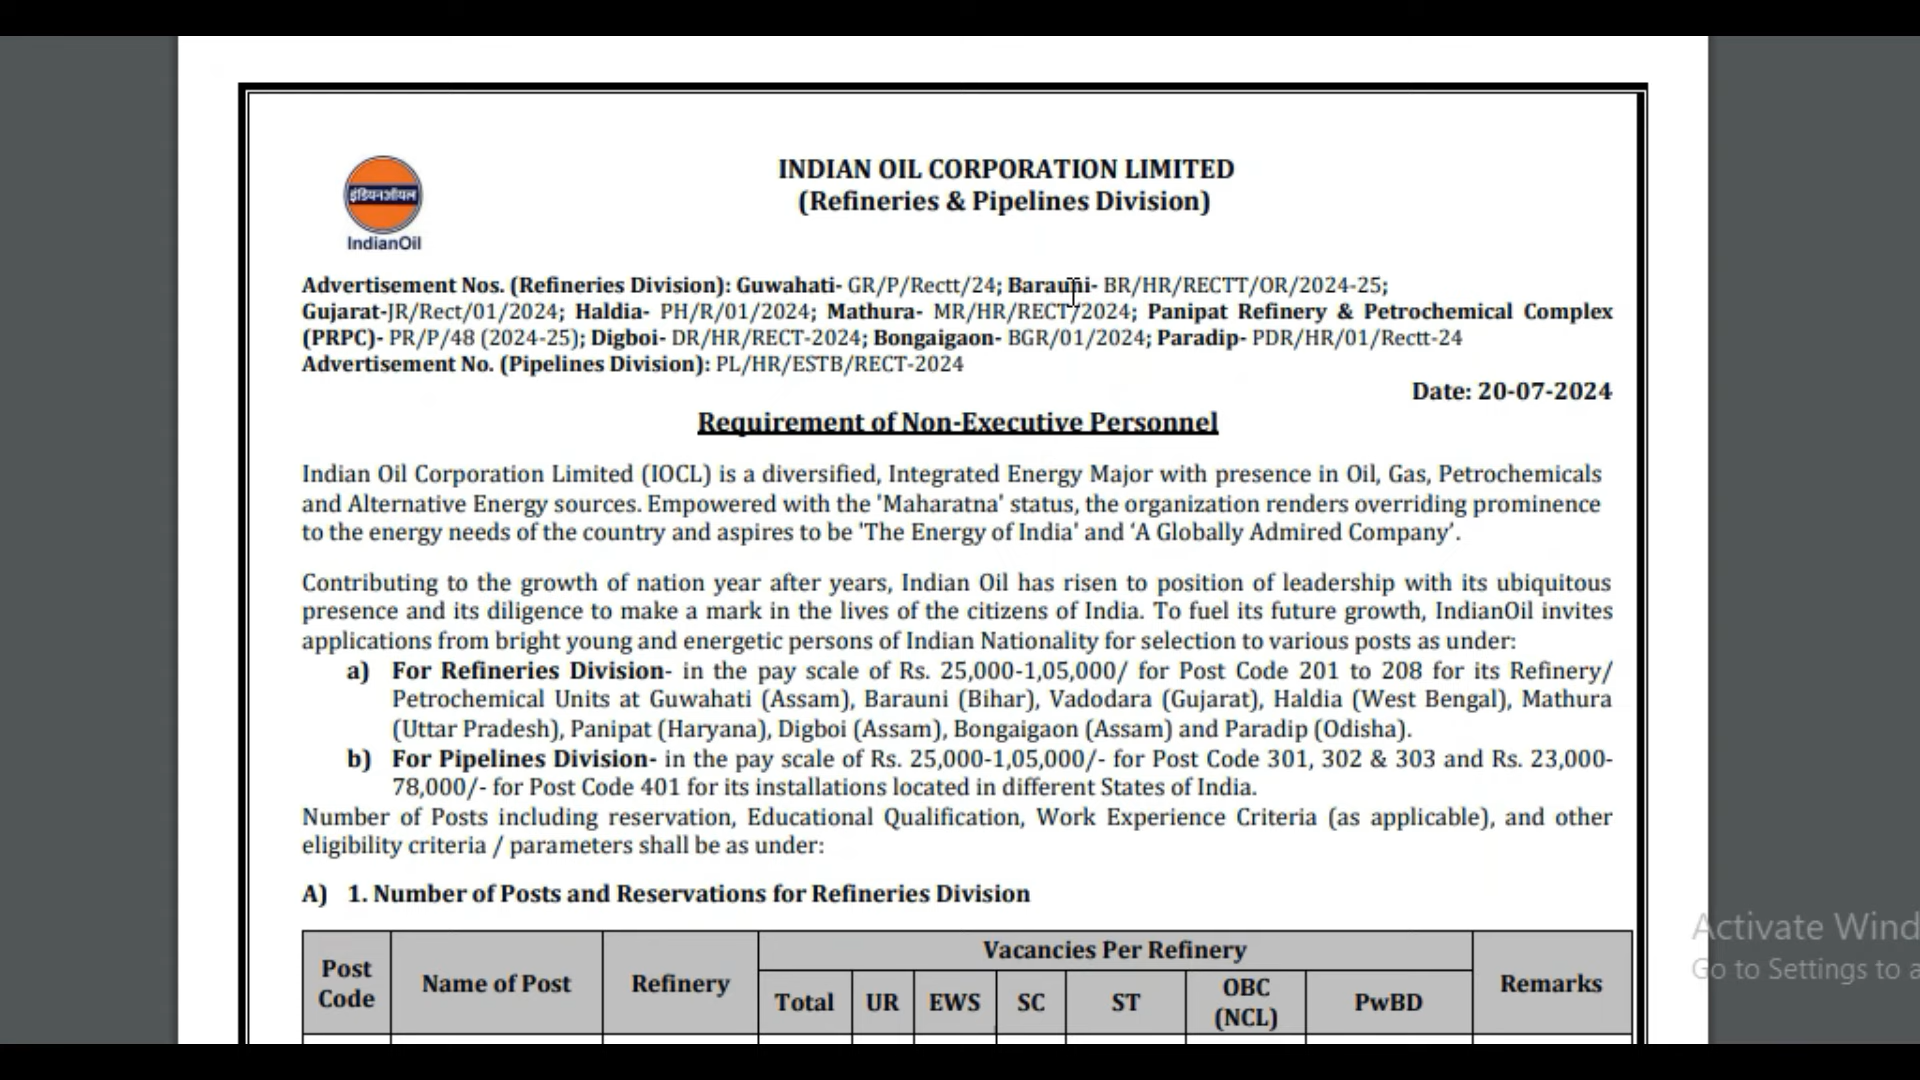 इंडियनऑयल
IndianOil
INDIAN OIL CORPORATION LIMITED
(Refineries & Pipelines Division)
Advertisement Nos. (Refineries Division): Guwahati- GR/P/Rectt/24; Barauni- BR/HR/RECTT/OR/2024-25;
Gujarat-JR/Rect/01/2024; Haldia- PH/R/01/2024; Mathura- MR/HR/RECT/2024; Panipat Refinery & Petrochemical Complex
(PRPC)- PR/P/48 (2024-25); Digboi- DR/HR/RECT-2024; Bongaigaon- BGR/01/2024; Paradip- PDR/HR/01/Rectt-24
Advertisement No. (Pipelines Division): PL/HR/ESTB/RECT-2024
Date: 20-07-2024
Requirement of Non-Executive Personnel
Indian Oil Corporation Limited (IOCL) is a diversified, Integrated Energy Major with presence in Oil, Gas, Petrochemicals
and Alternative Energy sources. Empowered with the 'Maharatna' status, the organization renders overriding prominence
to the energy needs of the country and aspires to be 'The Energy of India' and ‘A Globally Admired Company’.
Contributing to the growth of nation year after years, Indian Oil has risen to position of leadership with its ubiquitous
presence and its diligence to make a mark in the lives of the citizens of India. To fuel its future growth, IndianOil invites
applications from bright young and energetic persons of Indian Nationality for selection to various posts as under:
a) For Refineries Division- in the pay scale of Rs. 25,000-1,05,000/ for Post Code 201 to 208 for its Refinery/
Petrochemical Units at Guwahati (Assam), Barauni (Bihar), Vadodara (Gujarat), Haldia (West Bengal), Mathura
(Uttar Pradesh), Panipat (Haryana), Digboi (Assam), Bongaigaon (Assam) and Paradip (Odisha).
b) For Pipelines Division- in the pay scale of Rs. 25,000-1,05,000/- for Post Code 301, 302 & 303 and Rs. 23,000-
78,000/- for Post Code 401 for its installations located in different States of India.
Number of Posts including reservation, Educational Qualification, Work Experience Criteria (as applicable), and other
eligibility criteria / parameters shall be as under:
A) 1. Number of Posts and Reservations for Refineries Division
Post Code
Name of Post
Refinery
Vacancies Per Refinery
Total
UR
EWS
SC
ST
OBC (NCL)
PwBD
Remarks
Activate Wind
Go to Settings to a